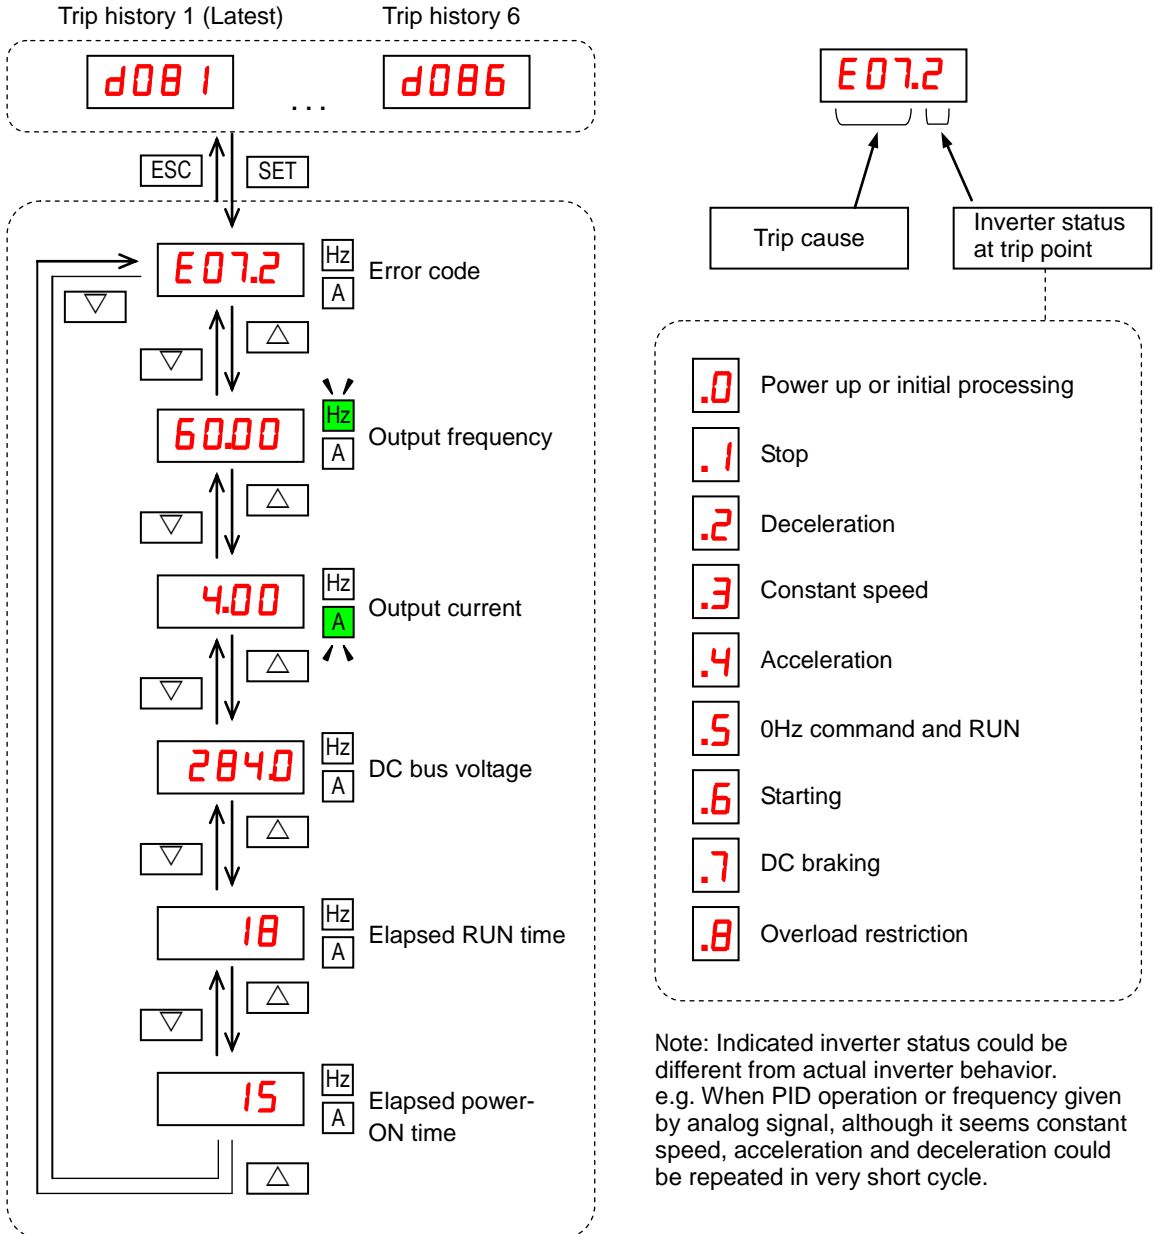 Trip history 1 (Latest)
Trip history 6
d081
...
d086
ESC
SET
E07.2
Hz
A
Error code
60.00
Hz
A
Output frequency
4.00
Hz
A
Output current
284.0
Hz
A
DC bus voltage
18
Hz
A
Elapsed RUN time
15
Hz
A
Elapsed power-
ON time
E07.2
Trip cause
Inverter status
at trip point
.0 Power up or initial processing
.1 Stop
.2 Deceleration
.3 Constant speed
.4 Acceleration
.5 0Hz command and RUN
.6 Starting
.7 DC braking
.8 Overload restriction
Note: Indicated inverter status could be
different from actual inverter behavior.
e.g. When PID operation or frequency given
by analog signal, although it seems constant
speed, acceleration and deceleration could
be repeated in very short cycle.